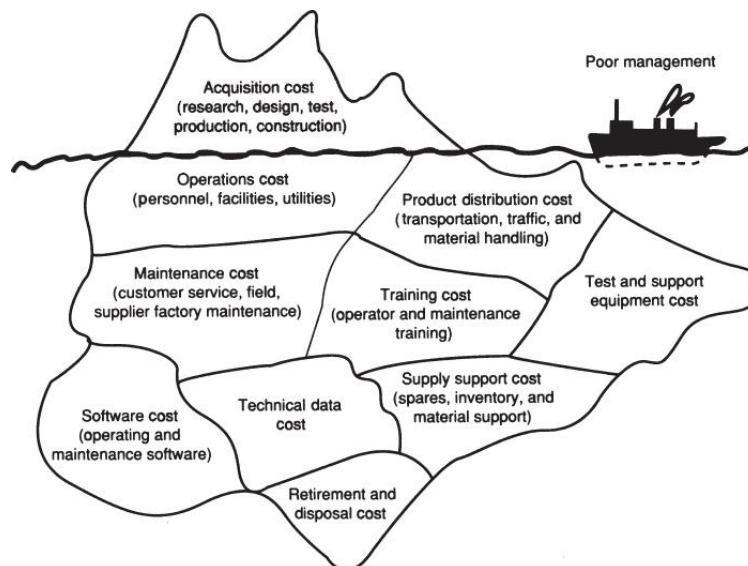 Poor management
Acquisition cost
(research, design, test,
production, construction)
Operations cost
(personnel, facilities, utilities)
Product distribution cost
(transportation, traffic, and
material handling)
Maintenance cost
(customer service, field,
supplier factory maintenance)
Training cost
(operator and maintenance
training)
Test and support
equipment cost
Software cost
(operating and
maintenance software)
Technical data
cost
Supply support cost
(spares, inventory, and
material support)
Retirement and
disposal cost